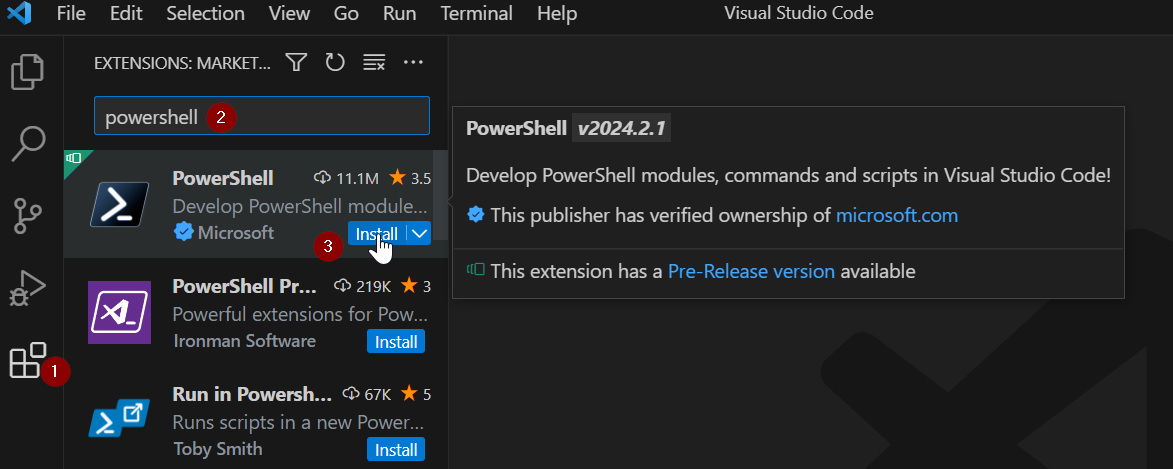 File Edit Selection View Go Run Terminal Help Visual Studio Code
EXTENSIONS: MARKET... ...
powershell 2
PowerShell 11.1M 3.5
Develop PowerShell module...
Microsoft 3 Install
PowerShell Pr... 219K 3
Powerful extensions for Pow...
Ironman Software Install
1
Run in Powersh... 67K 5
Runs scripts in a new Power...
Toby Smith Install
PowerShell v2024.2.1
Develop PowerShell modules, commands and scripts in Visual Studio Code!
This publisher has verified ownership of microsoft.com
This extension has a Pre-Release version available